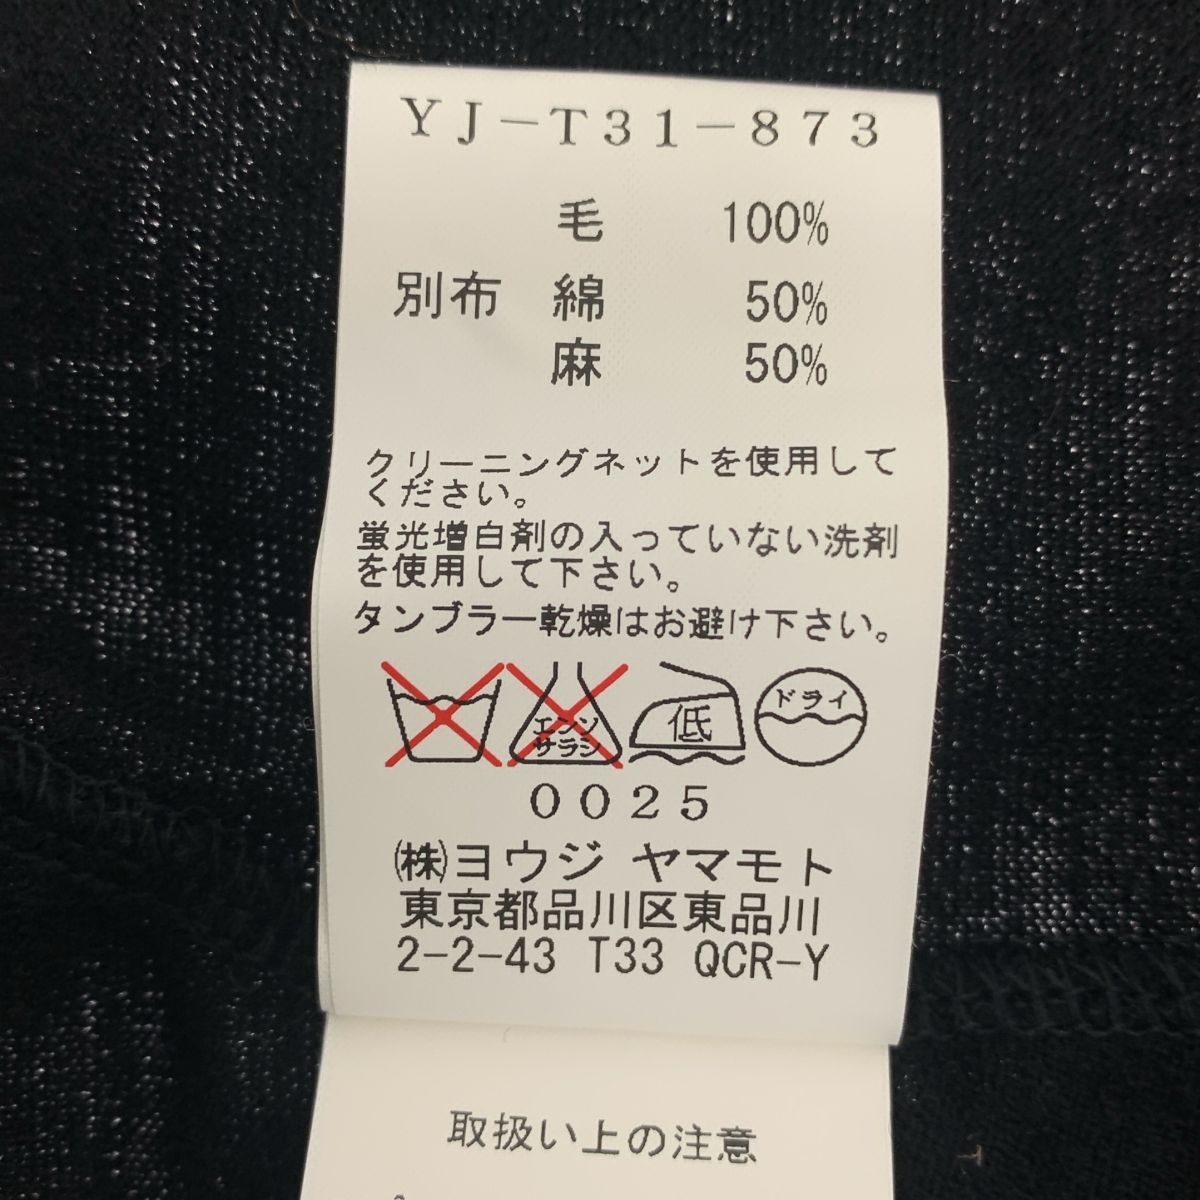 YJ-T31-873
毛 100%
別布 綿 50%
麻 50%
クリーニングネットを使用して
ください。
蛍光増白剤の入っていない洗剤
を使用して下さい。
タンブラー乾燥はお避け下さい。
エンソ
サラシ
低
ドライ
0025
㈱ヨウジ ヤマモト
東京都品川区東品川
2-2-43 T33 QCR-Y
取扱い上の注意